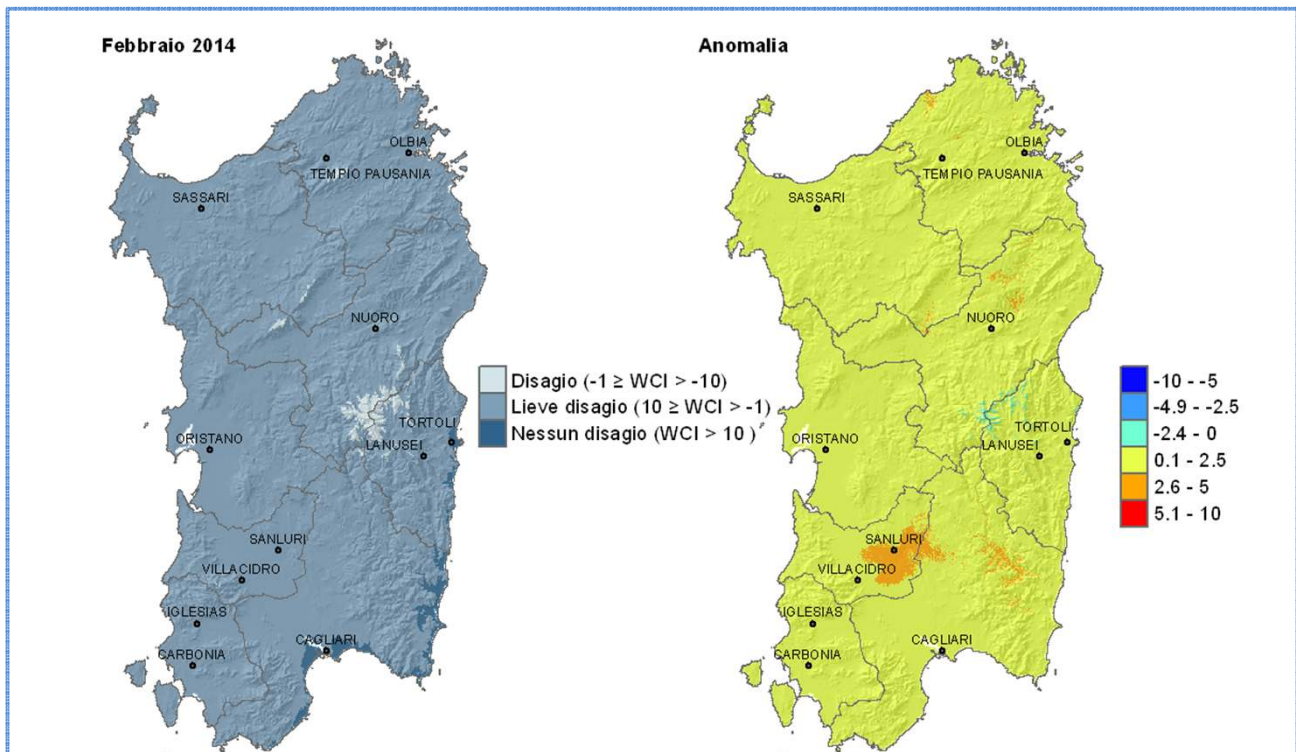 Febbraio 2014
OLBIA
TEMPIO PAUSANIA
SASSARI
NUORO
TORTOLI
ORISTANO
LANUSEI
SANLURI
VILLACIDRO
IGLESIAS
CAGLIARI
CARBONIA
Disagio (-1 ≥ WCI > -10)
Lieve disagio (10 ≥ WCI > -1)
Nessun disagio (WCI > 10)
Anomalia
OLBIA
TEMPIO PAUSANIA
SASSARI
NUORO
TORTOLI
ORISTANO
LANUSEI
SANLURI
VILLACIDRO
IGLESIAS
CAGLIARI
CARBONIA
-10 - -5
-4.9 - -2.5
-2.4 - 0
0.1 - 2.5
2.6 - 5
5.1 - 10